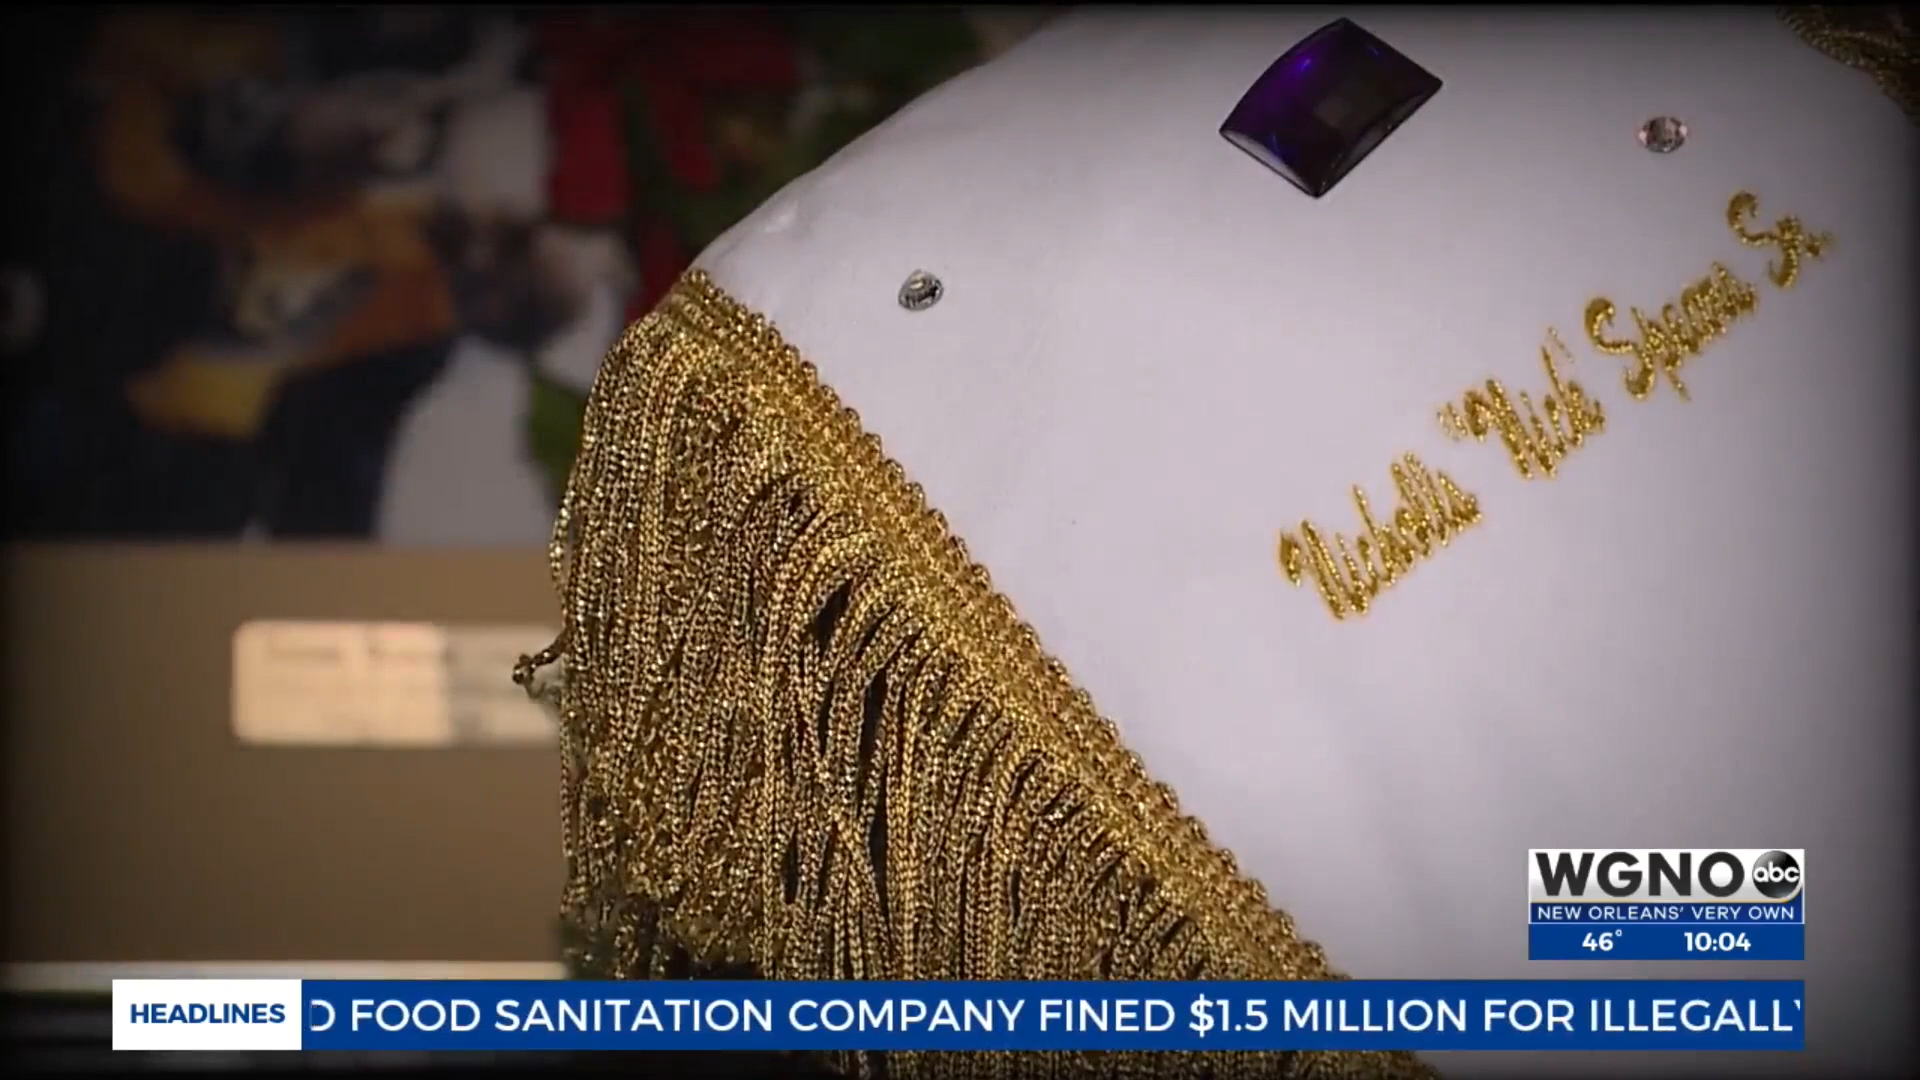 Nicholls "Nick" Spears Sr.
WGNO abc
NEW ORLEANS' VERY OWN
46° 10:04
HEADLINES D FOOD SANITATION COMPANY FINED $1.5 MILLION FOR ILLEGALLY